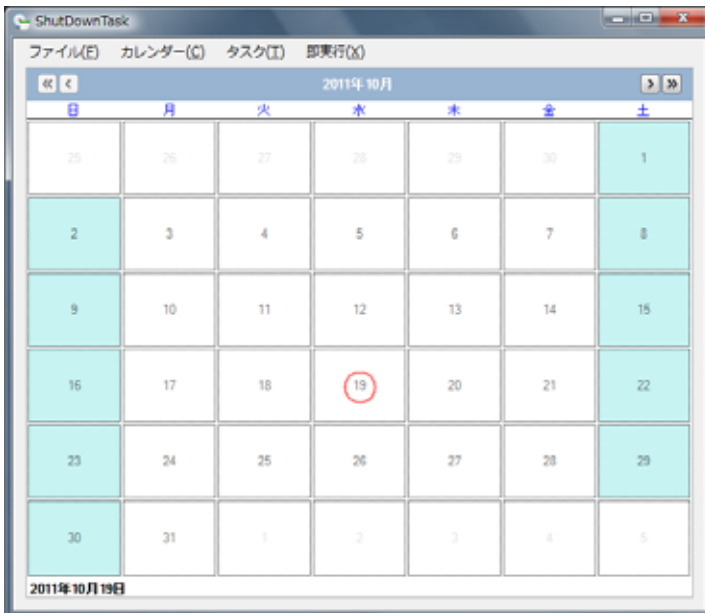 ShutDownTask
ファイル(F) カレンダー(C) タスク(T) 即実行(X)
« ‹ 2011年10月 › »
日 月 火 水 木 金 土
25 26 27 28 29 30 1
2 3 4 5 6 7 8
9 10 11 12 13 14 15
16 17 18 19 20 21 22
23 24 25 26 27 28 29
30 31 1 2 3 4 5
2011年10月19日